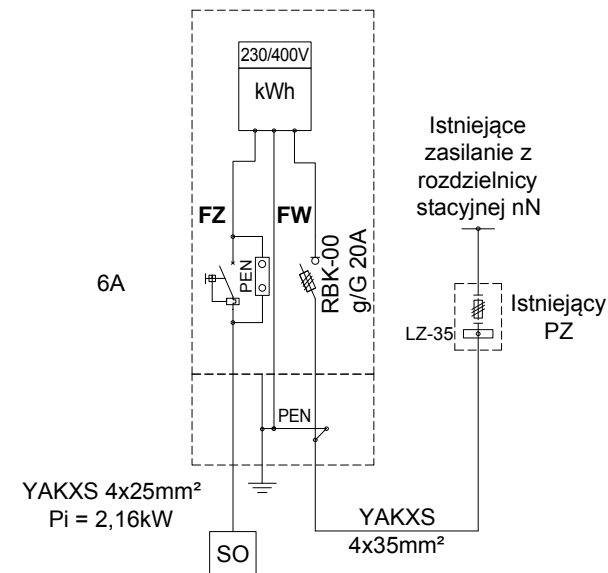 230/400V
kWh
FZ
FW
PEN
RBK-00
g/G 20A
6A
PEN
Istniejące
zasilanie z
rozdzielnicy
stacyjnej nN
LZ-35
Istniejący
PZ
YAKXS 4x25mm²
Pi = 2,16kW
SO
YAKXS
4x35mm²